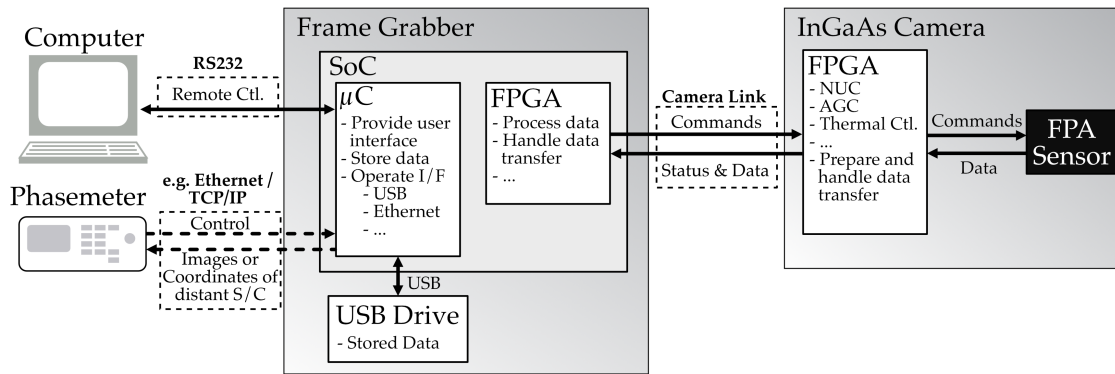 Computer
RS232
Remote Ctl.
Phasemeter
e.g. Ethernet /
TCP/IP
Control
Images or
Coordinates of
distant S/C
Frame Grabber
SoC
μC
- Provide user
interface
- Store data
- Operate I/F
- USB
- Ethernet
- ...
FPGA
- Process data
- Handle data
transfer
- ...
USB
USB Drive
- Stored Data
Camera Link
Commands
Status & Data
InGaAs Camera
FPGA
- NUC
- AGC
- Thermal Ctl.
- ...
- Prepare and
handle data
transfer
Commands
Data
FPA
Sensor